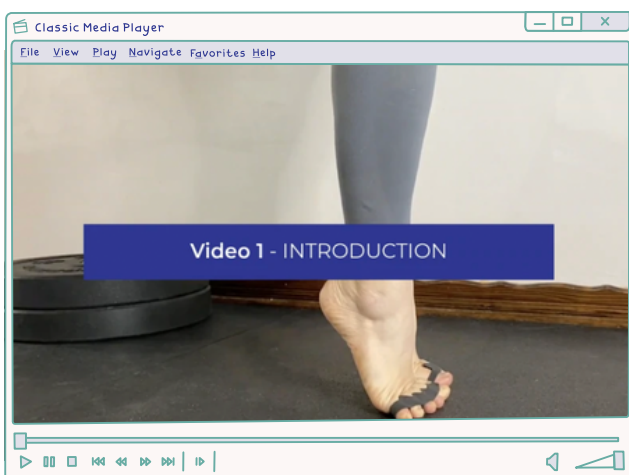 Classic Media Player
File View Play Navigate Favorites Help
Video 1 - INTRODUCTION